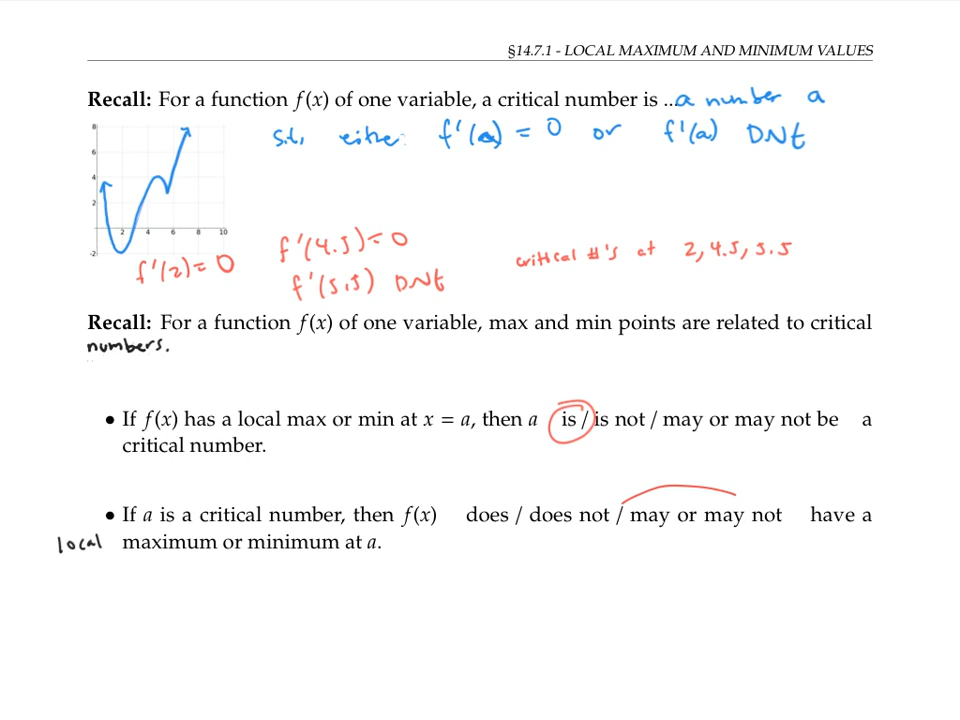 §14.7.1 - LOCAL MAXIMUM AND MINIMUM VALUES
Recall: For a function f(x) of one variable, a critical number is ...a number a
s.t. either f'(a) = 0 or f'(a) DNE
8
6
4
2
-2
2 4 6 8 10
f'(2) = 0
f'(4.5) = 0
f'(5.5) DNE
critical #'s at 2, 4.5, 5.5
Recall: For a function f(x) of one variable, max and min points are related to critical
numbers.
• If f(x) has a local max or min at x = a, then a is / is not / may or may not be a
critical number.
• If a is a critical number, then f(x) does / does not / may or may not have a
local maximum or minimum at a.